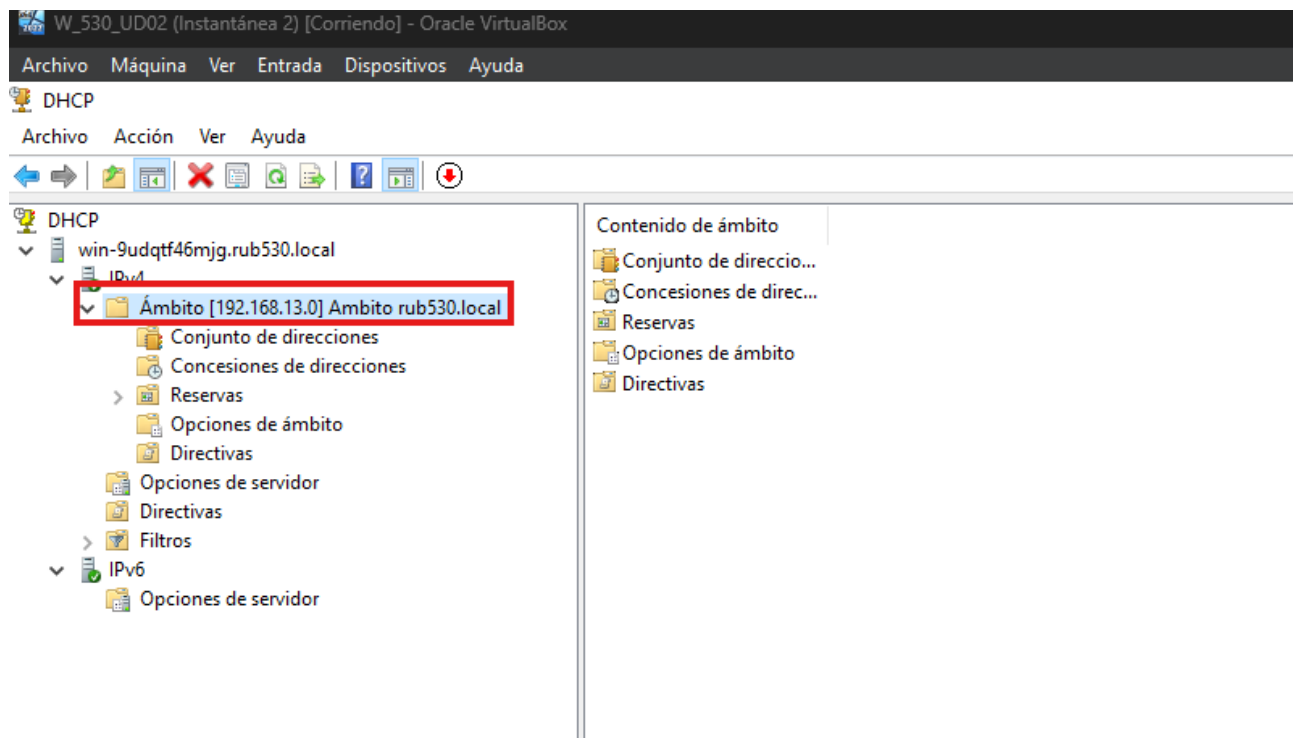 W_530_UD02 (Instantánea 2) [Corriendo] - Oracle VirtualBox
Archivo Máquina Ver Entrada Dispositivos Ayuda
DHCP
Archivo Acción Ver Ayuda
DHCP
win-9udqtf46mjg.rub530.local
IPv4
Ámbito [192.168.13.0] Ambito rub530.local
Conjunto de direcciones
Concesiones de direcciones
Reservas
Opciones de ámbito
Directivas
Opciones de servidor
Directivas
Filtros
IPv6
Opciones de servidor
Contenido de ámbito
Conjunto de direccio...
Concesiones de direc...
Reservas
Opciones de ámbito
Directivas